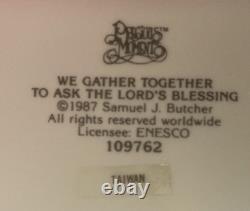 Precious
Moments™
WE GATHER TOGETHER
TO ASK THE LORD'S BLESSING
©1987 Samuel J. Butcher
All rights reserved worldwide
Licensee: ENESCO
109762
TAIWAN